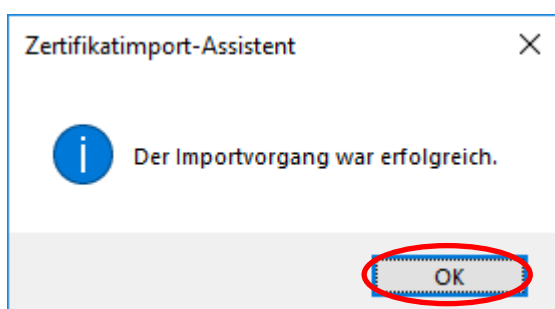 Zertifikatimport-Assistent
Der Importvorgang war erfolgreich.
OK